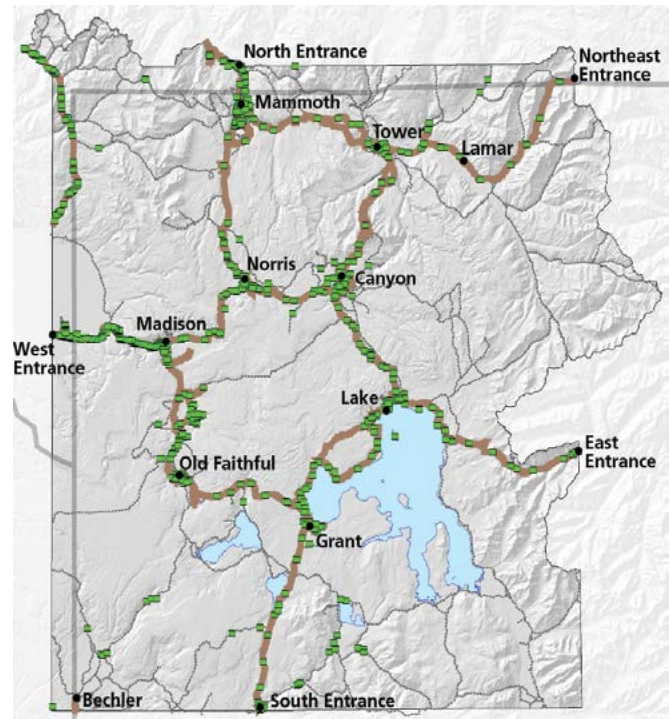 North Entrance
Northeast
Entrance
Mammoth
Tower
Lamar
Norris
Canyon
Madison
West
Entrance
Lake
East
Entrance
Old Faithful
Grant
Bechler
South Entrance